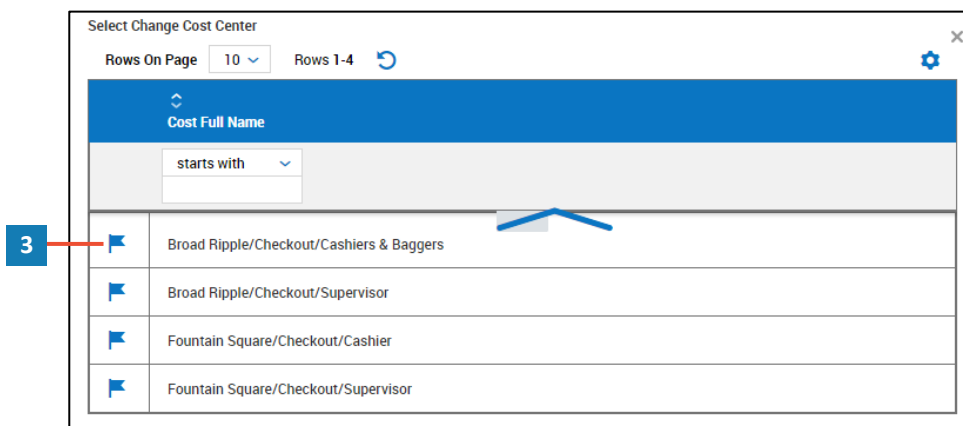 Select Change Cost Center
Rows On Page 10 Rows 1-4
Cost Full Name
starts with
3
Broad Ripple/Checkout/Cashiers & Baggers
Broad Ripple/Checkout/Supervisor
Fountain Square/Checkout/Cashier
Fountain Square/Checkout/Supervisor